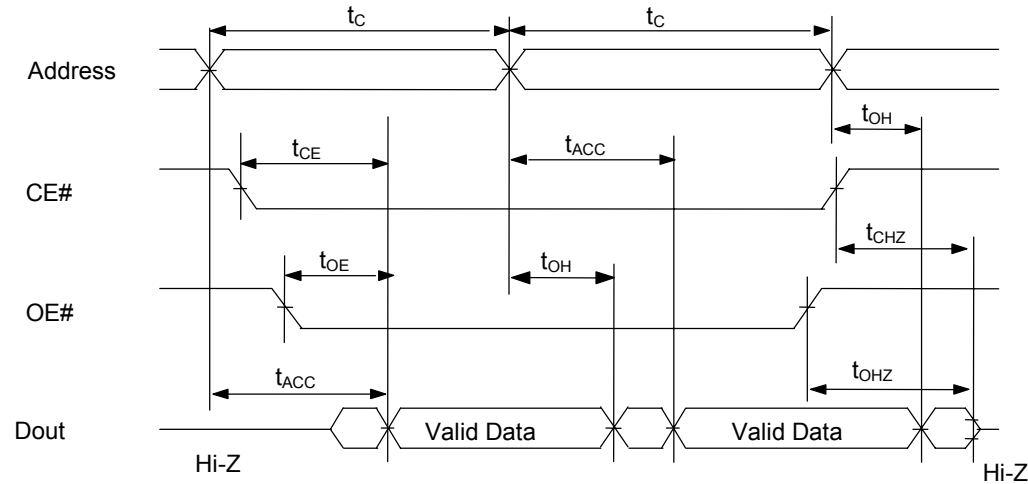 tC tC
Address
tOH
tCE tACC
CE#
tCHZ
tOE tOH
OE#
tOHZ
tACC
Dout Valid Data Valid Data
Hi-Z Hi-Z